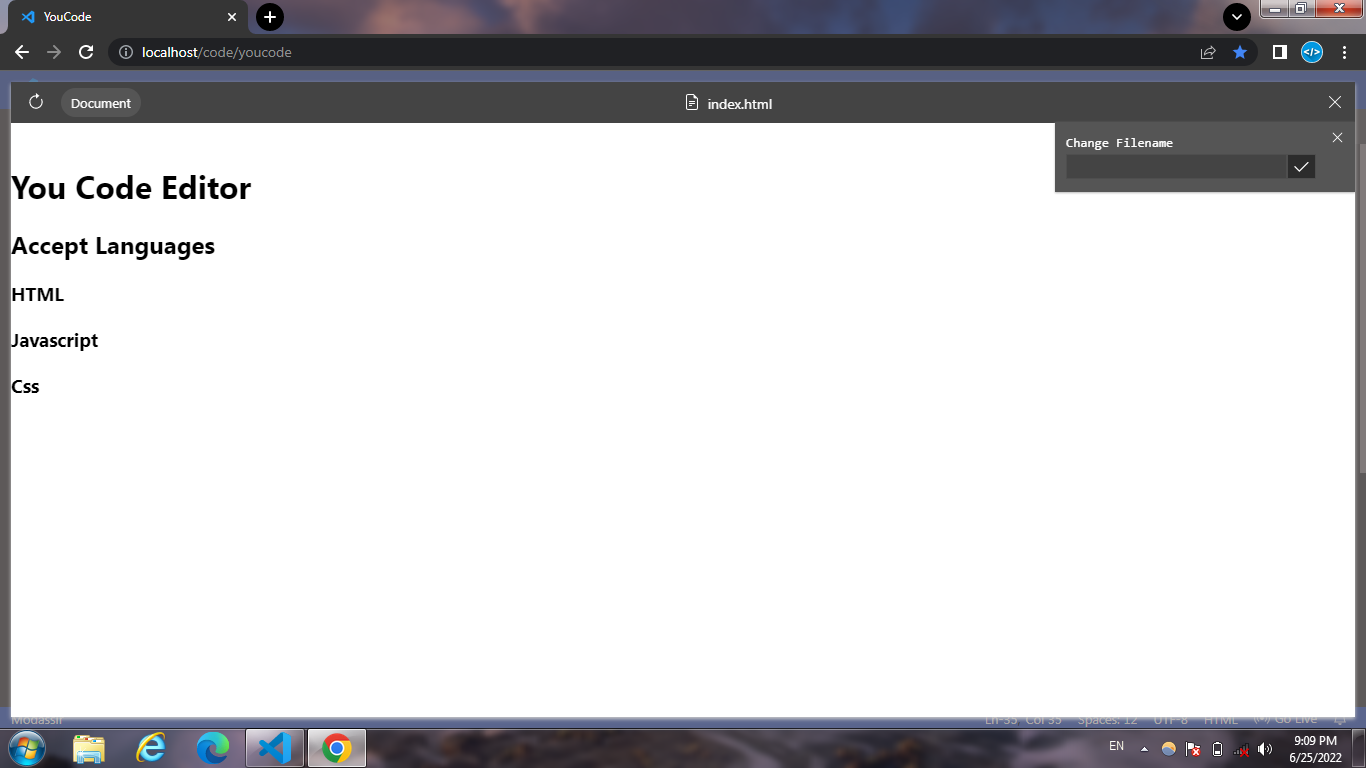 YouCode
localhost/code/youcode
Document
index.html
Change Filename
You Code Editor
Accept Languages
HTML
Javascript
Css
Modassir
Ln-35, Col 35 Spaces: 12 UTF-8 HTML Go Live
EN
9:09 PM
6/25/2022